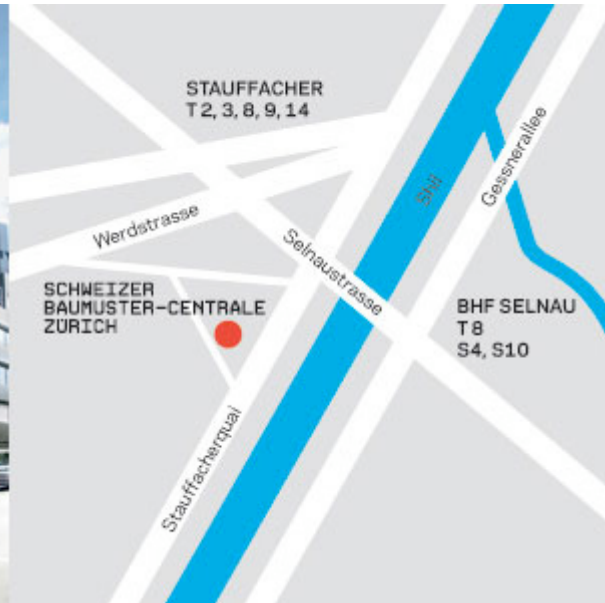 STAUFFACHER
T 2, 3, 8, 9, 14
Werdstrasse
Sihl
Gessnerallee
Selnaustrasse
SCHWEIZER
BAUMUSTER-CENTRALE
ZÜRICH
BHF SELNAU
T 8
S4, S10
Stauffacherquai